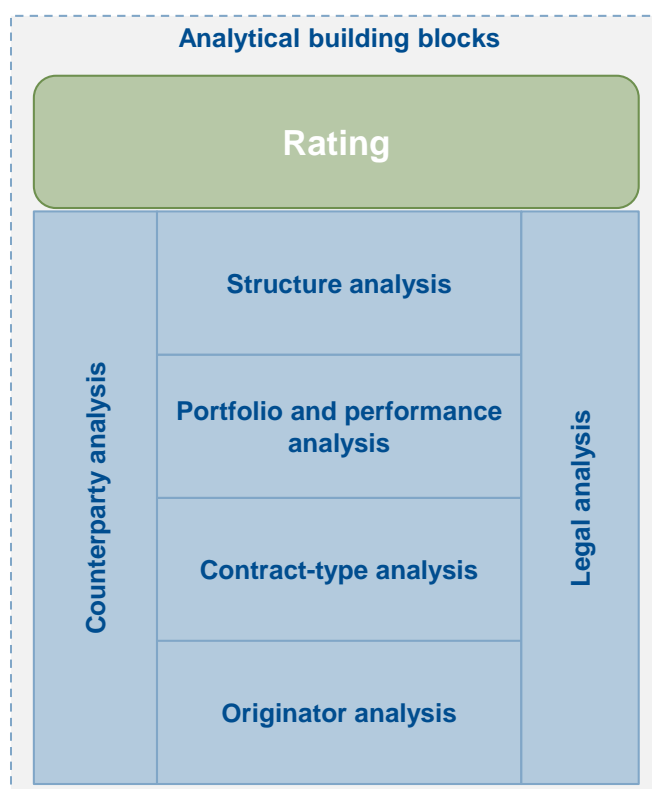 Analytical building blocks
Rating
Counterparty analysis
Structure analysis
Portfolio and performance
analysis
Contract-type analysis
Originator analysis
Legal analysis